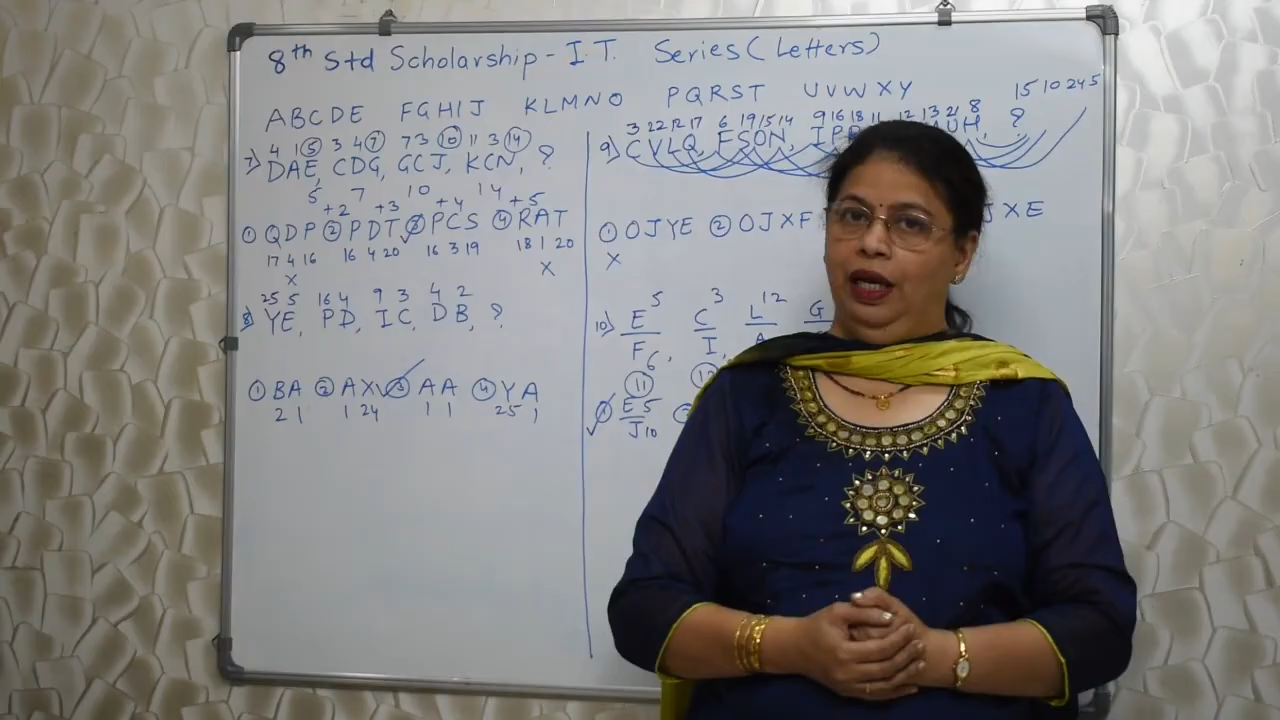 8th Std Scholarship - I.T. Series (Letters)
ABCDE FGHIJ KLMNO PQRST UVWXY
4 1 5 3 4 7 7 3 10 11 3 14
7) DAE, CDG, GCJ, KCN, ?
5 7 10 14
+2 +3 +4 +5
1 QDP 2 PDT 3 PCS 4 RAT
17 4 16 16 4 20 16 3 19 18 1 20
x x
25 5 16 4 9 3 4 2
8) YE, PD, IC, DB, ?
1 BA 2 AX 3 AA 4 YA
2 1 1 24 1 1 25 1
15 10 24 5
3 22 12 17 6 19 15 14 9 16 18 11 12 13 21 8
9) CVLQ, FSON, UH, ?
1 OJYE 2 OJXF JXE
x
10) E 5 C 3 L 12 G
F 6, I,
11
1 E5
J10